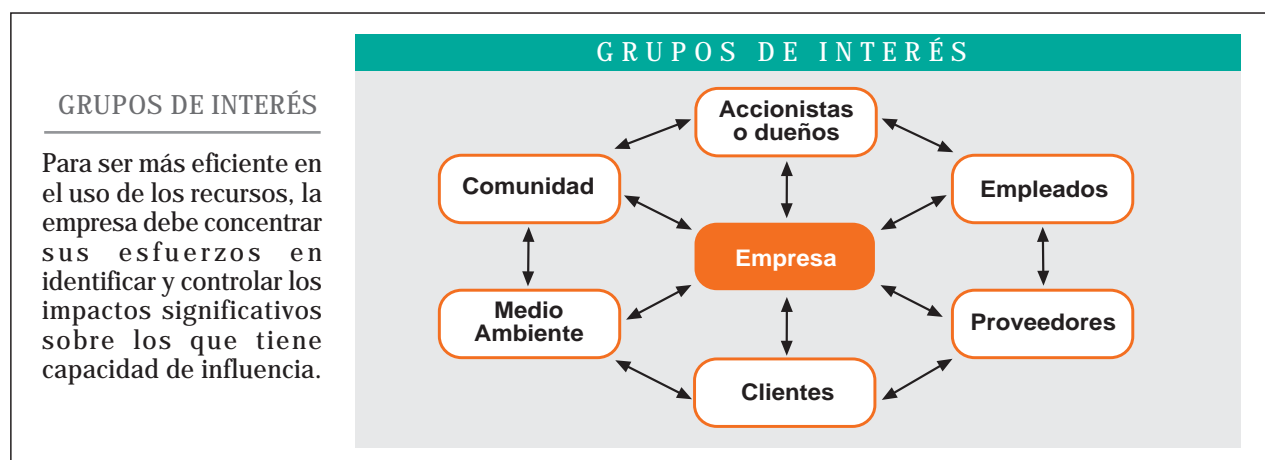 GRUPOS DE INTERÉS
Para ser más eficiente en
el uso de los recursos, la
empresa debe concentrar
sus esfuerzos en
identificar y controlar los
impactos significativos
sobre los que tiene
capacidad de influencia.
GRUPOS DE INTERÉS
Accionistas
o dueños
Comunidad
Empleados
Empresa
Medio
Ambiente
Proveedores
Clientes